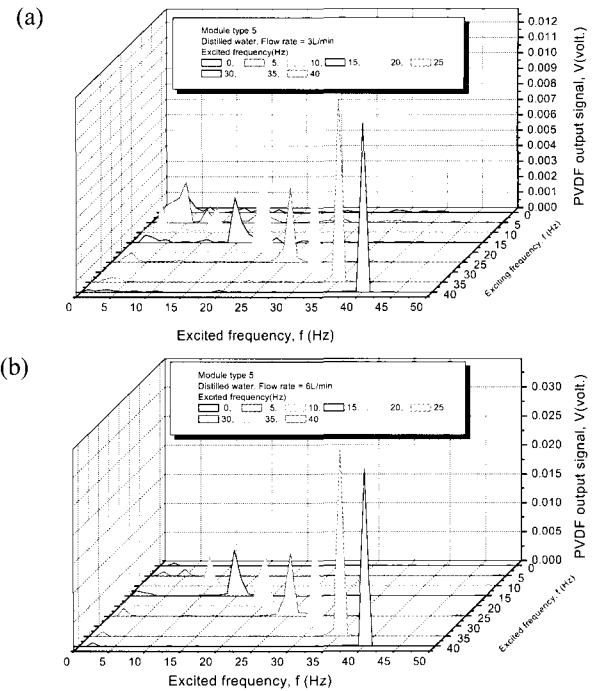 (a)
Module type 5
Distilled water, Flow rate = 3L/min
Excited frequency(Hz)
0, 5, 10, 15, 20, 25
30, 35, 40
0.012
0.011
0.010
0.009
0.008
0.007
0.006
0.005
0.004
0.003
0.002
0.001
0.000
PVDF output signal, V(volt.)
0
5
10
15
20
25
30
35
40
Exciting frequency, f (Hz)
0 5 10 15 20 25 30 35 40 45 50
Excited frequency, f (Hz)
(b)
Module type 5
Distilled water, Flow rate = 6L/min
Excited frequency(Hz)
0, 5, 10, 15, 20, 25
30, 35, 40
0.030
0.025
0.020
0.015
0.010
0.005
0.000
PVDF output signal, V(volt.)
0
5
10
15
20
25
30
35
40
Excited frequency, f (Hz)
0 5 10 15 20 25 30 35 40 45 50
Excited frequency, f (Hz)